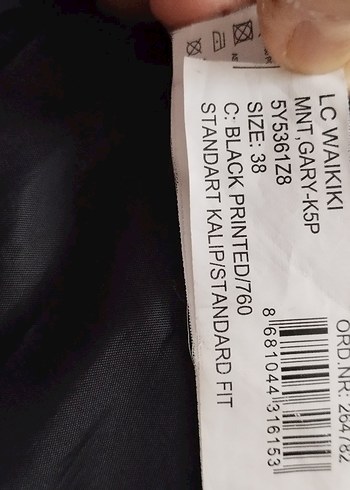 LC WAIKIKI
MNT,GARY-K5P
5Y5361Z8
SIZE: 38
C: BLACK PRINTED/760
STANDART KALIP/STANDARD FIT
ORD.NR: 264782
8 681044 316153